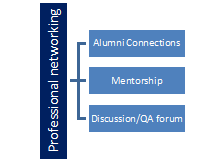 Professional networking
Alumni Connections
Mentorship
Discussion/QA forum